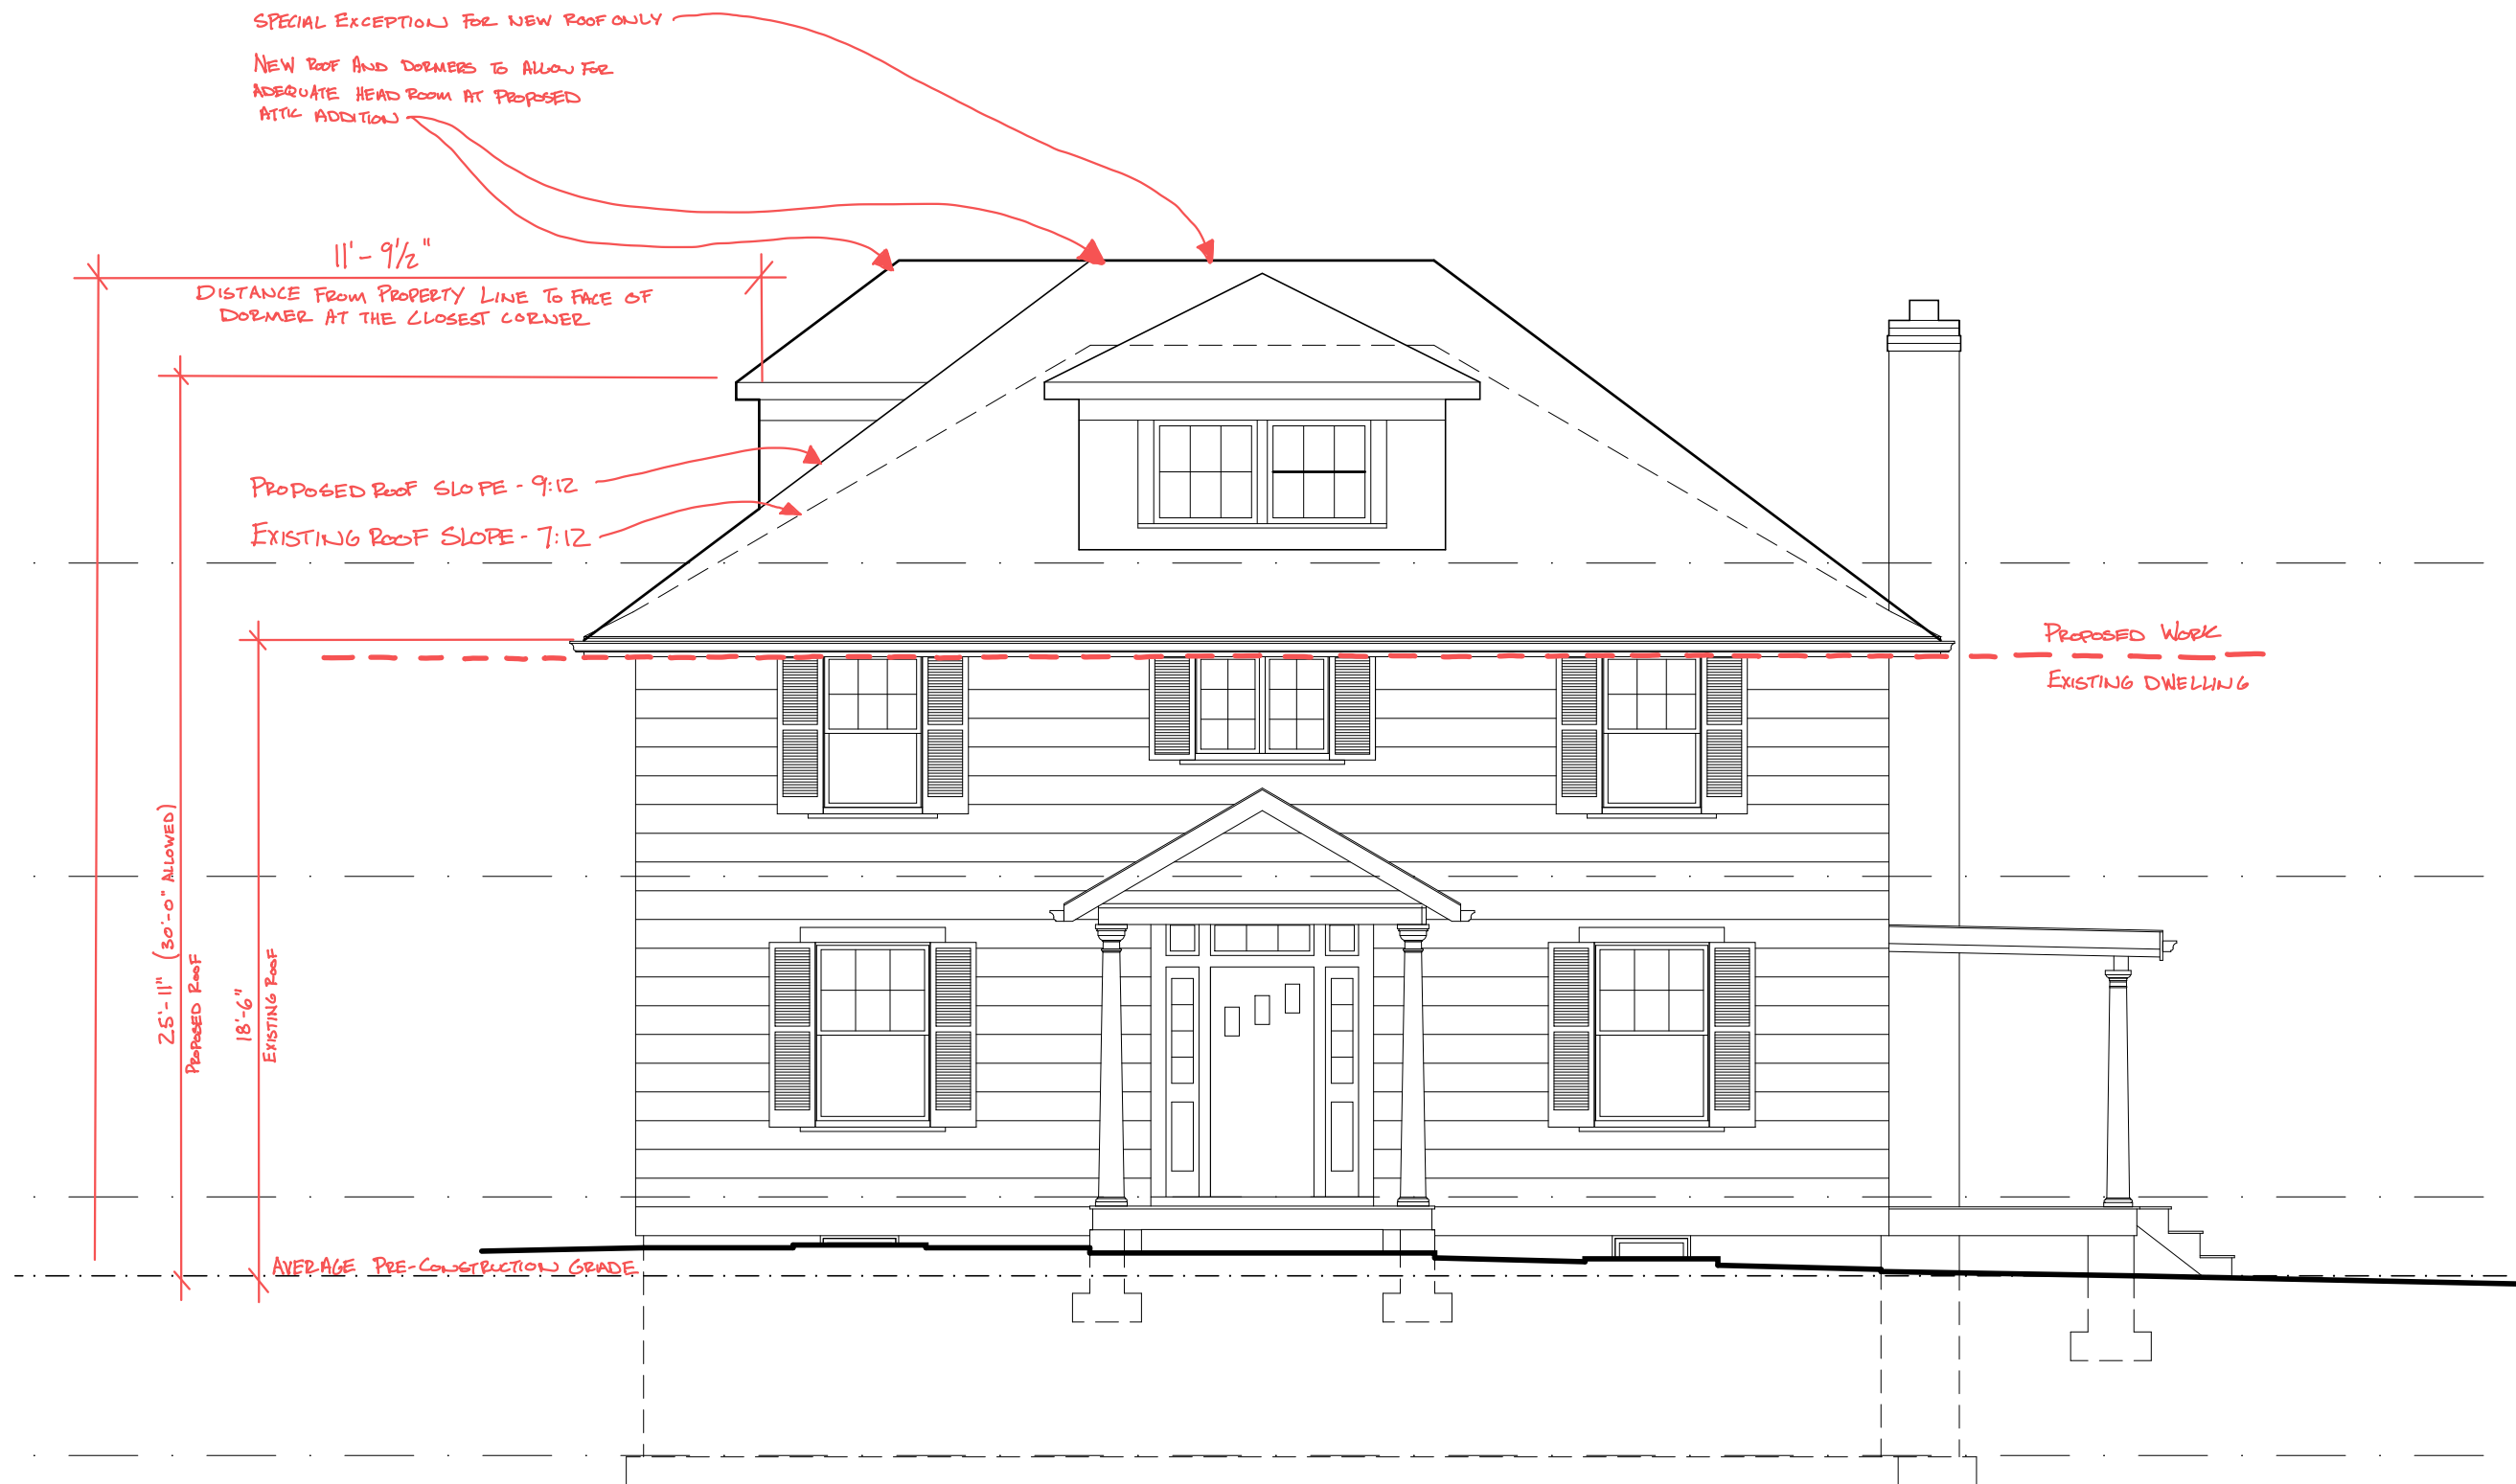 SPECIAL EXCEPTION FOR NEW ROOF ONLY
NEW ROOF AND DORMERS TO ALLOW FOR
ADEQUATE HEAD ROOM AT PROPOSED
ATTIC ADDITION
11'-9½"
DISTANCE FROM PROPERTY LINE TO FACE OF
DORMER AT THE CLOSEST CORNER
PROPOSED ROOF SLOPE - 9:12
EXISTING ROOF SLOPE - 7:12
PROPOSED WORK
EXISTING DWELLING
25'-11" (30'-0" ALLOWED)
PROPOSED ROOF
18'-6"
EXISTING ROOF
AVERAGE PRE-CONSTRUCTION GRADE